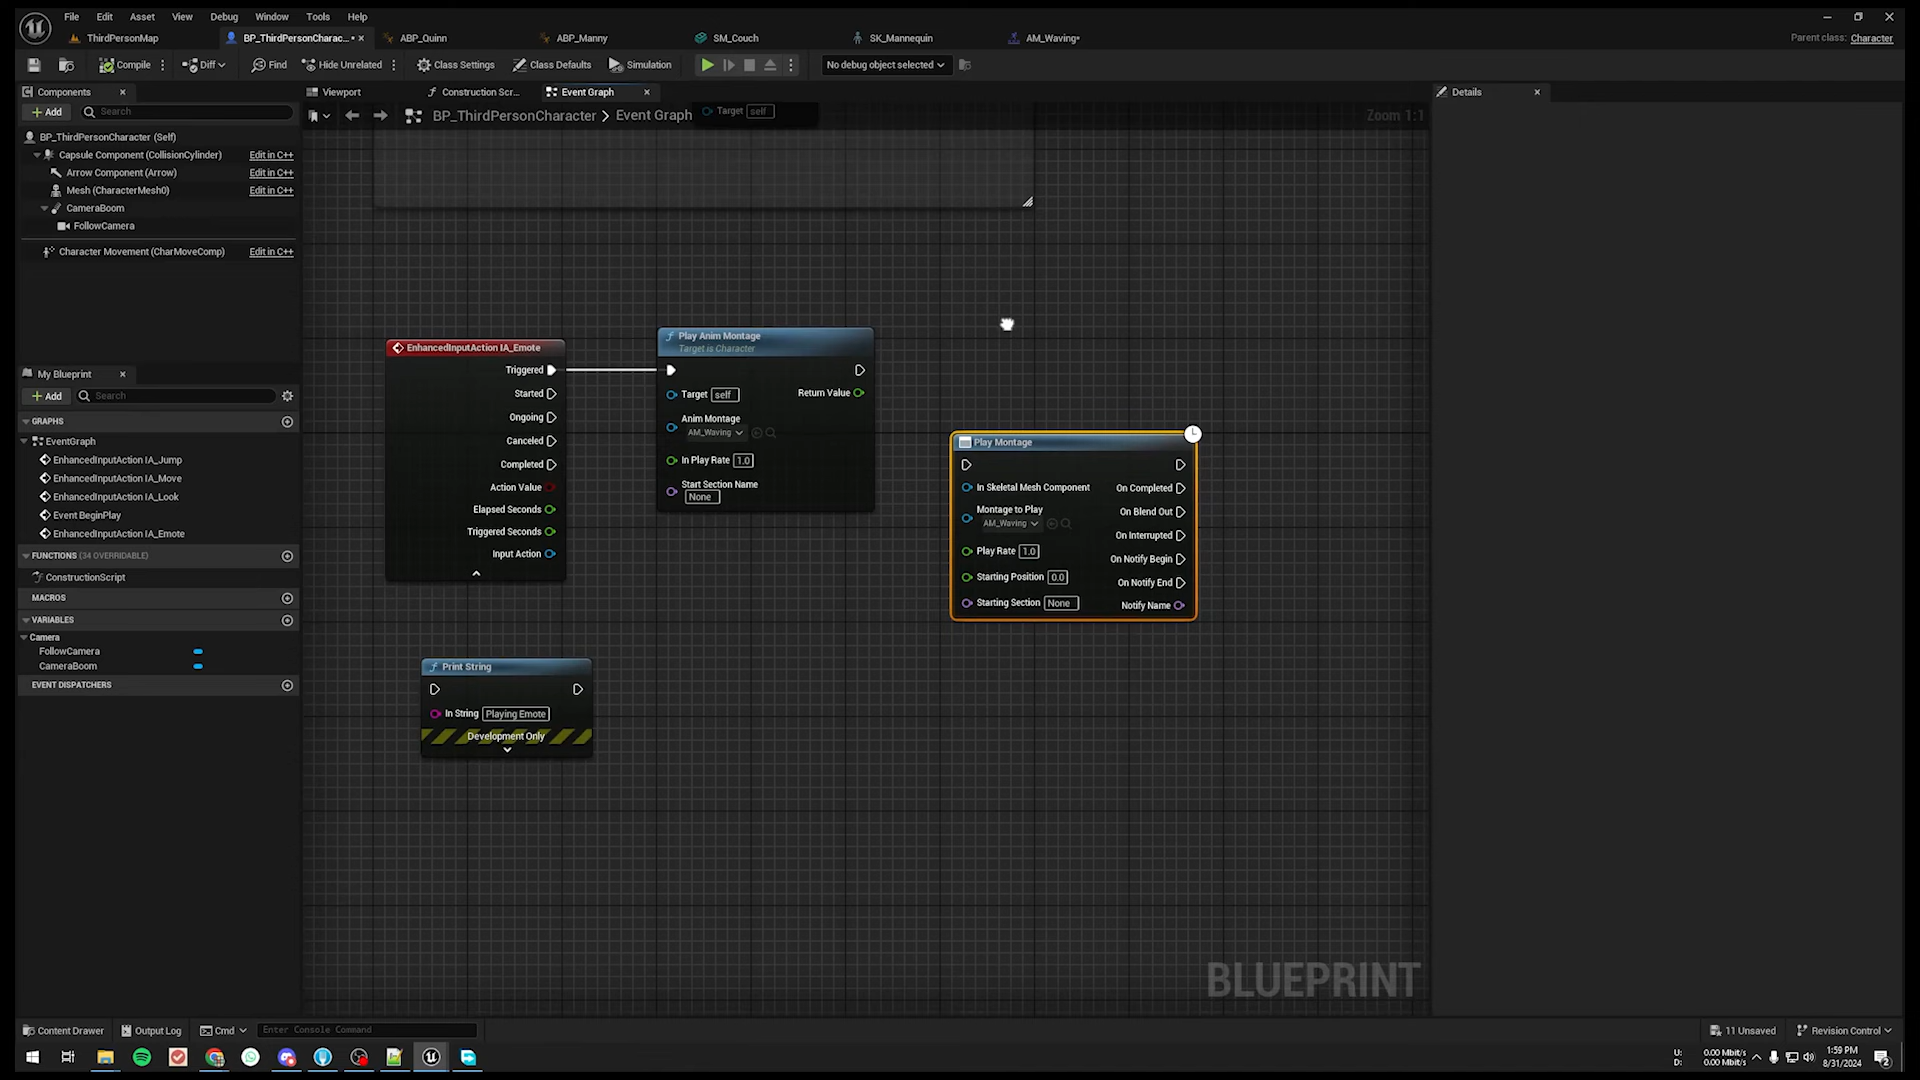 File Edit Asset View Debug Window Tools Help
ThirdPersonMap BP_ThirdPersonCharac... ABP_Quinn ABP_Manny SM_Couch SK_Mannequin AM_Waving* Parent class: Character
Compile Diff Find Hide Unrelated Class Settings Class Defaults Simulation No debug object selected
Components Viewport Construction Scr... Event Graph Details
Add Search
BP_ThirdPersonCharacter > Event Graph Zoom 1:1
Target self
BP_ThirdPersonCharacter (Self)
Capsule Component (CollisionCylinder) Edit in C++
Arrow Component (Arrow) Edit in C++
Mesh (CharacterMesh0) Edit in C++
CameraBoom
FollowCamera
Character Movement (CharMoveComp) Edit in C++
My Blueprint
Add Search
GRAPHS
EventGraph
EnhancedInputAction IA_Jump
EnhancedInputAction IA_Move
EnhancedInputAction IA_Look
Event BeginPlay
EnhancedInputAction IA_Emote
FUNCTIONS (34 OVERRIDABLE)
ConstructionScript
MACROS
VARIABLES
Camera
FollowCamera
CameraBoom
EVENT DISPATCHERS
EnhancedInputAction IA_Emote
Triggered
Started
Ongoing
Canceled
Completed
Action Value
Elapsed Seconds
Triggered Seconds
Input Action
Play Anim Montage
Target is Character
Target self Return Value
Anim Montage
AM_Waving
In Play Rate 1.0
Start Section Name
None
Play Montage
In Skeletal Mesh Component On Completed
Montage to Play On Blend Out
AM_Waving
On Interrupted
Play Rate 1.0 On Notify Begin
Starting Position 0.0 On Notify End
Starting Section None Notify Name
Print String
In String Playing Emote
Development Only
BLUEPRINT
Content Drawer Output Log Cmd Enter Console Command 11 Unsaved Revision Control
U: 0.00 Mbit/s
D: 0.00 Mbit/s
1:59 PM
8/31/2024
2